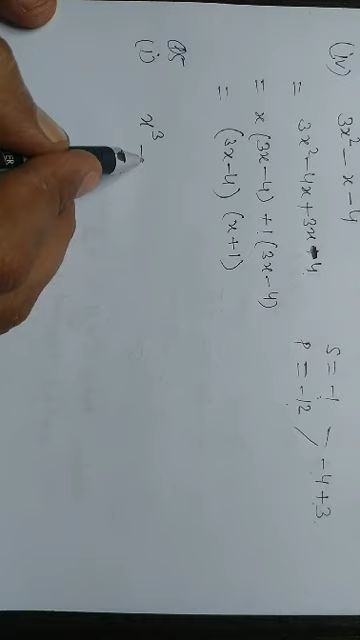 (iv) 3x² - x - 4
= 3x² - 4x + 3x - 4
= x (3x-4) + 1 (3x-4)
= (3x-4) (x+1)
S = -1
P = -12 > -4+3
Q5
(i) x³ -